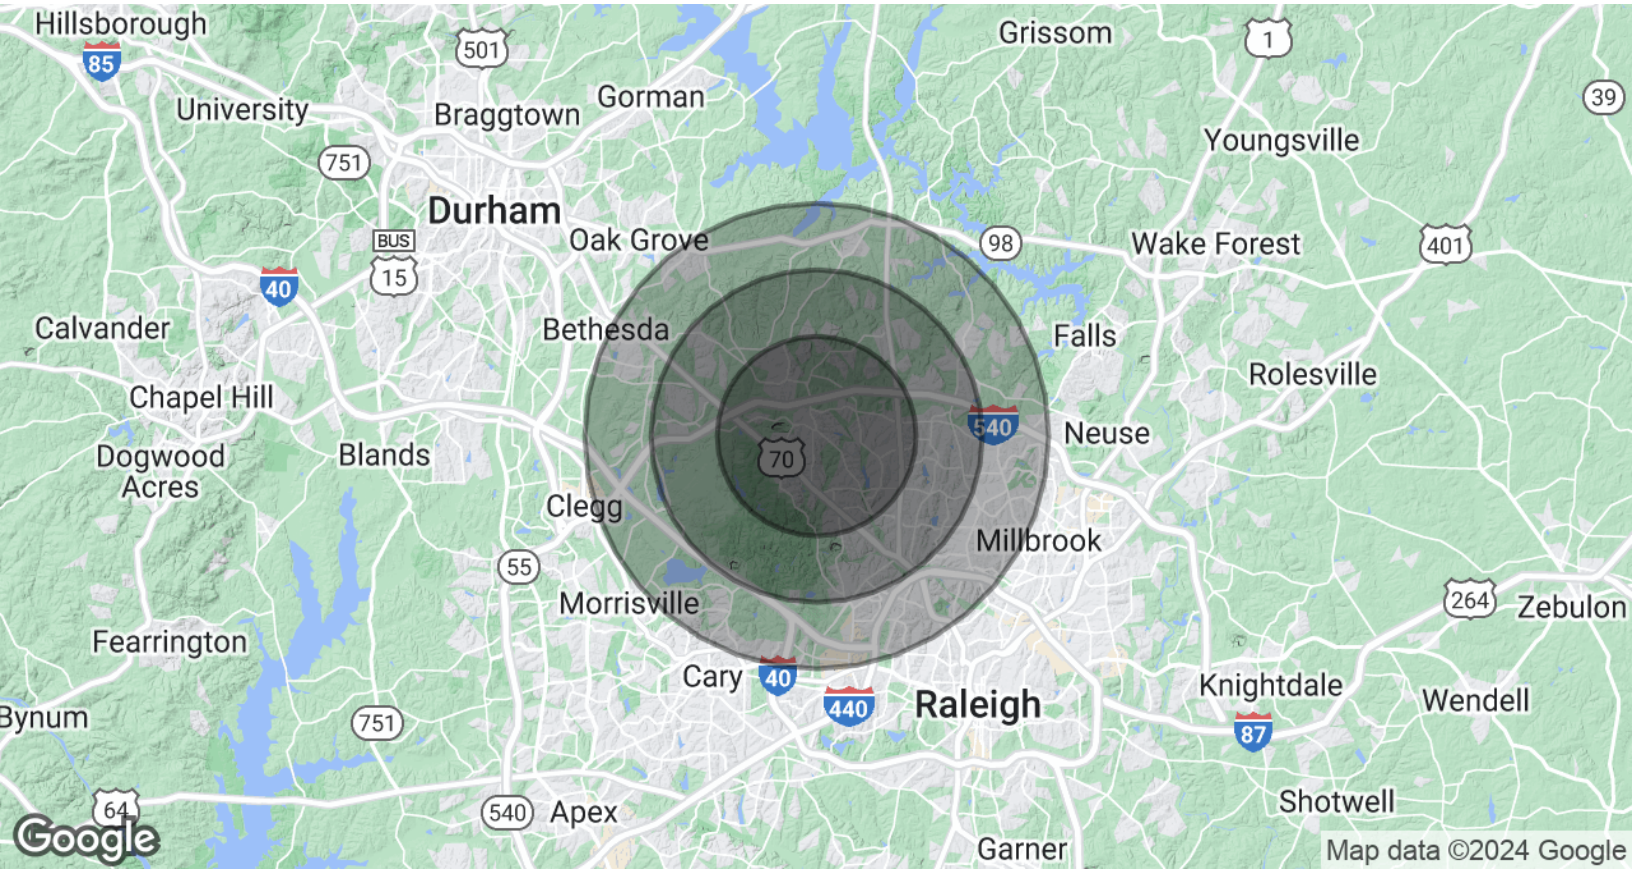 Hillsborough
85
501
Grissom
1
39
University
Braggtown
Gorman
Youngsville
751
Durham
BUS
15
Oak Grove
98
Wake Forest
401
40
Calvander
Bethesda
Falls
Rolesville
Chapel Hill
540
Neuse
Dogwood
Acres
Blands
70
Clegg
Millbrook
55
Morrisville
264
Zebulon
Fearrington
Cary
40
440
Raleigh
Knightdale
Wendell
Bynum
751
87
64
540
Apex
Shotwell
Google
Garner
Map data ©2024 Google